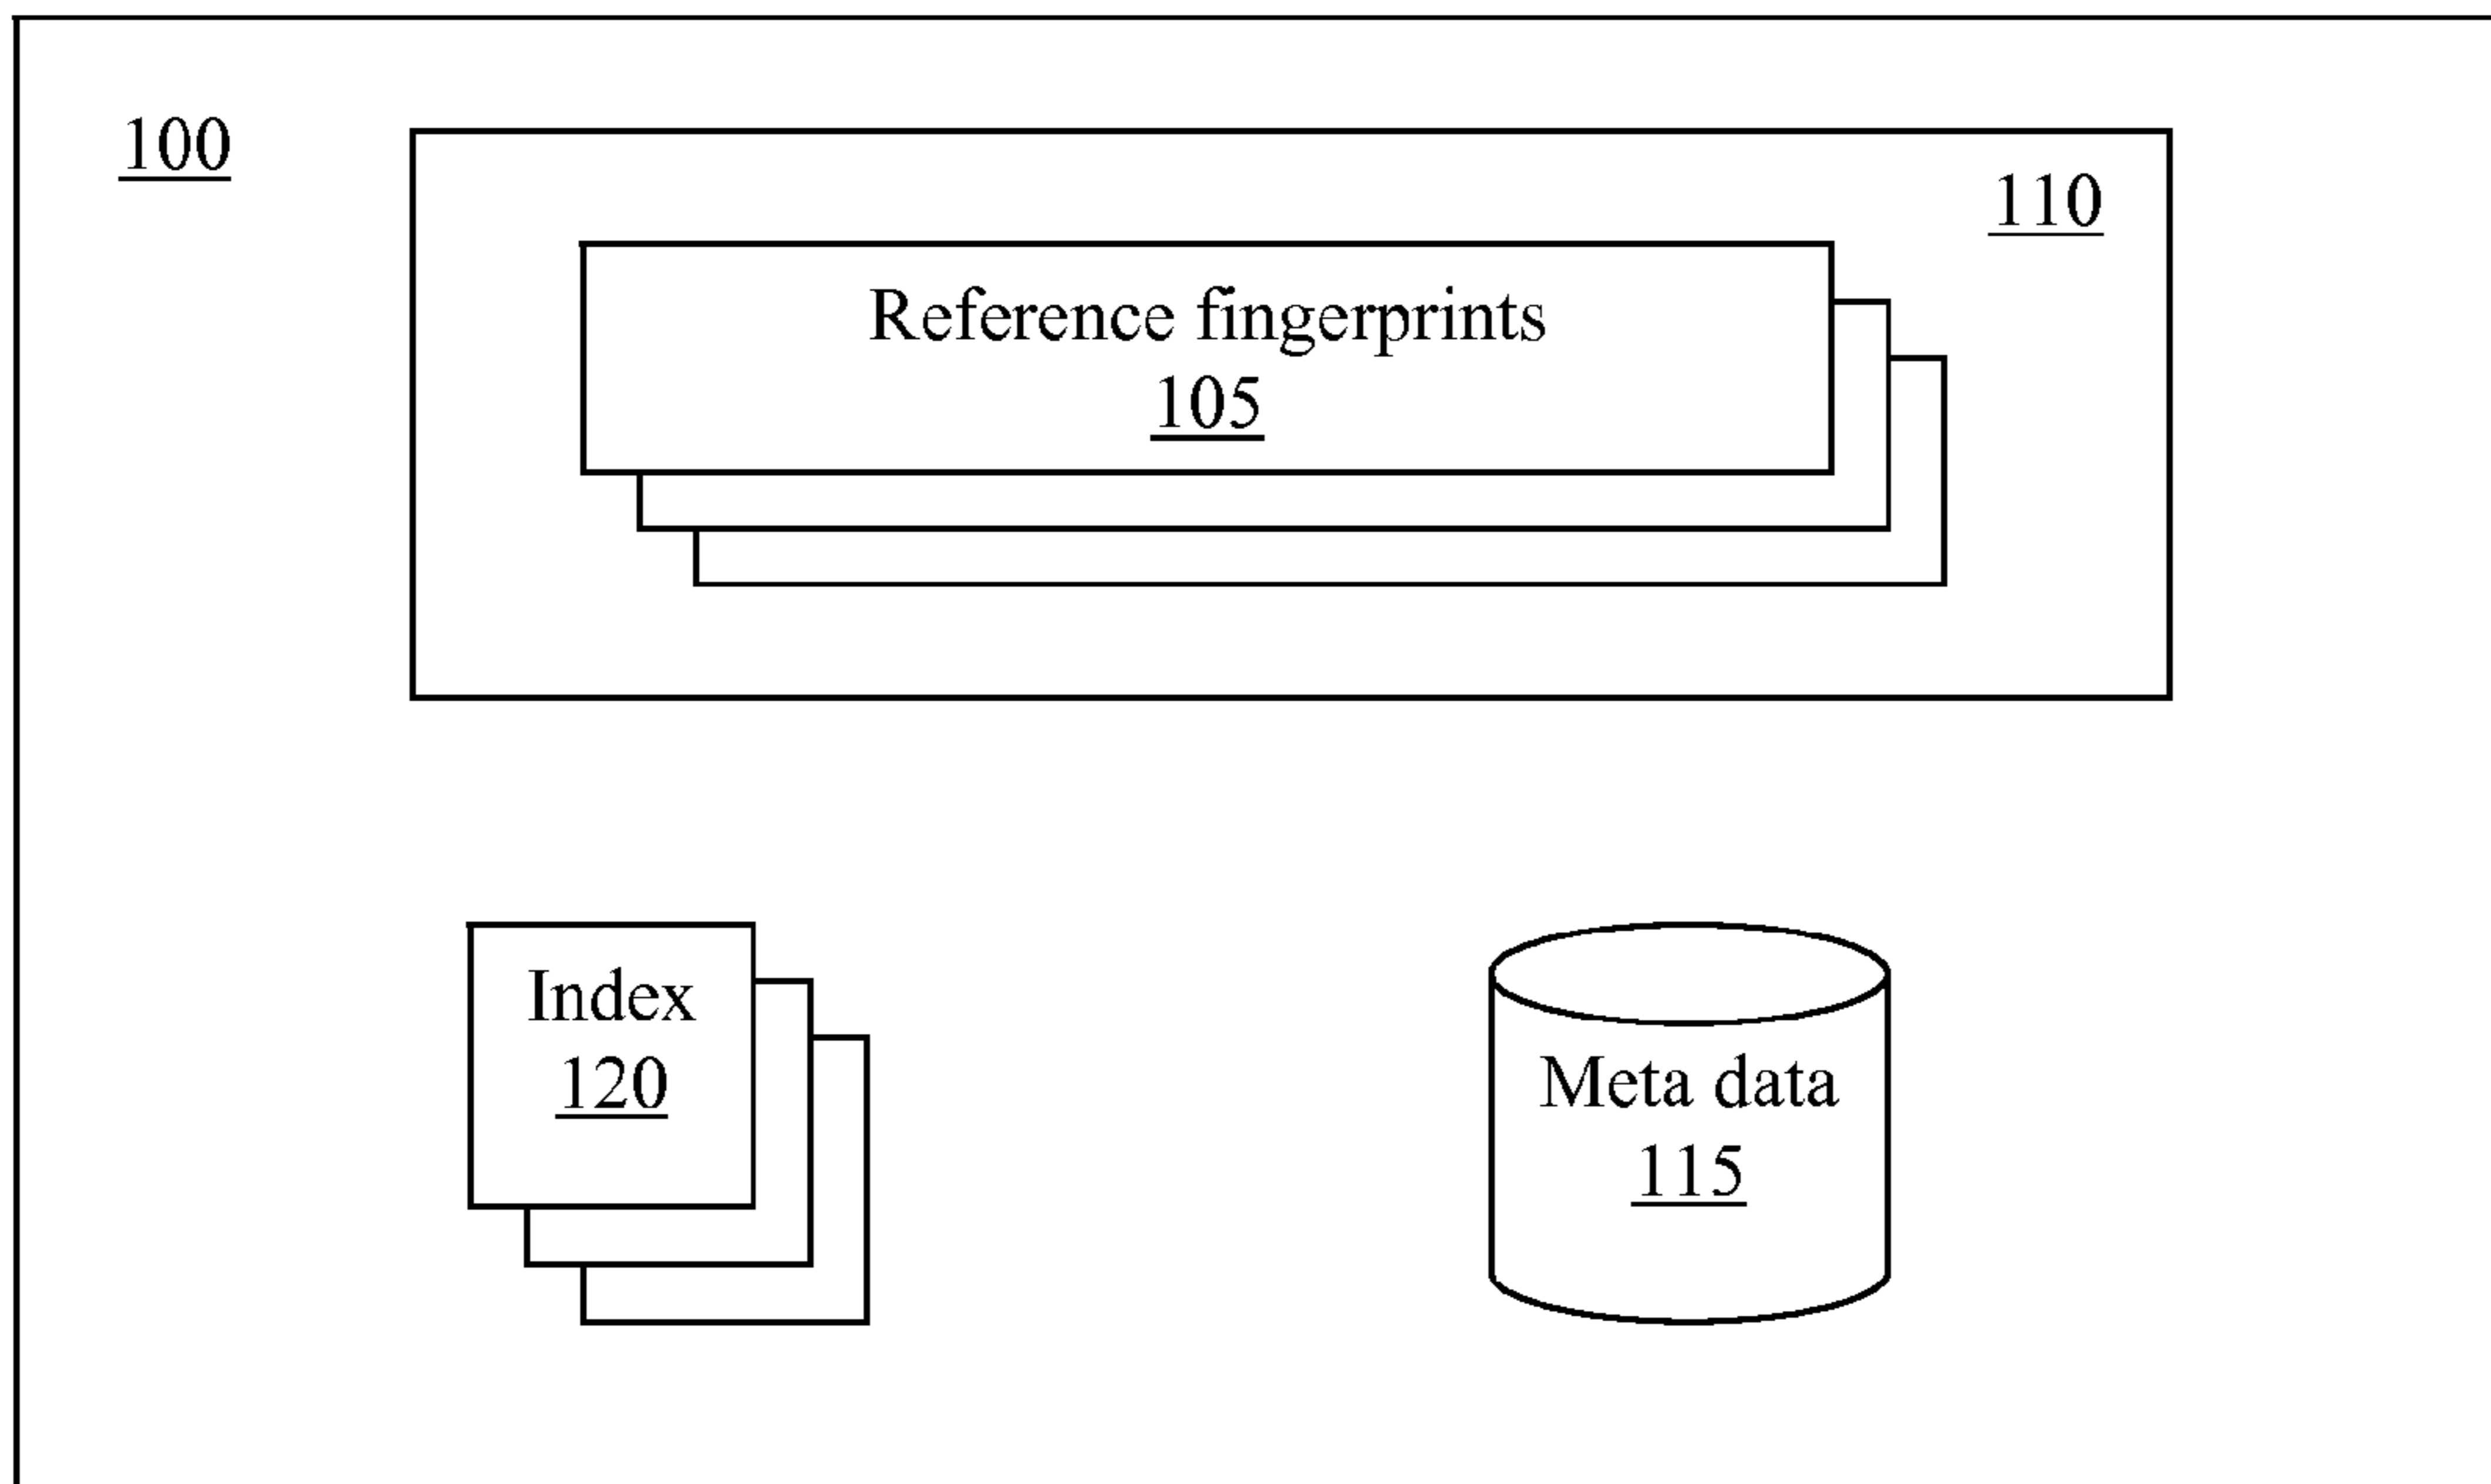 100
110
Reference fingerprints
105
Index
120
Meta data
115